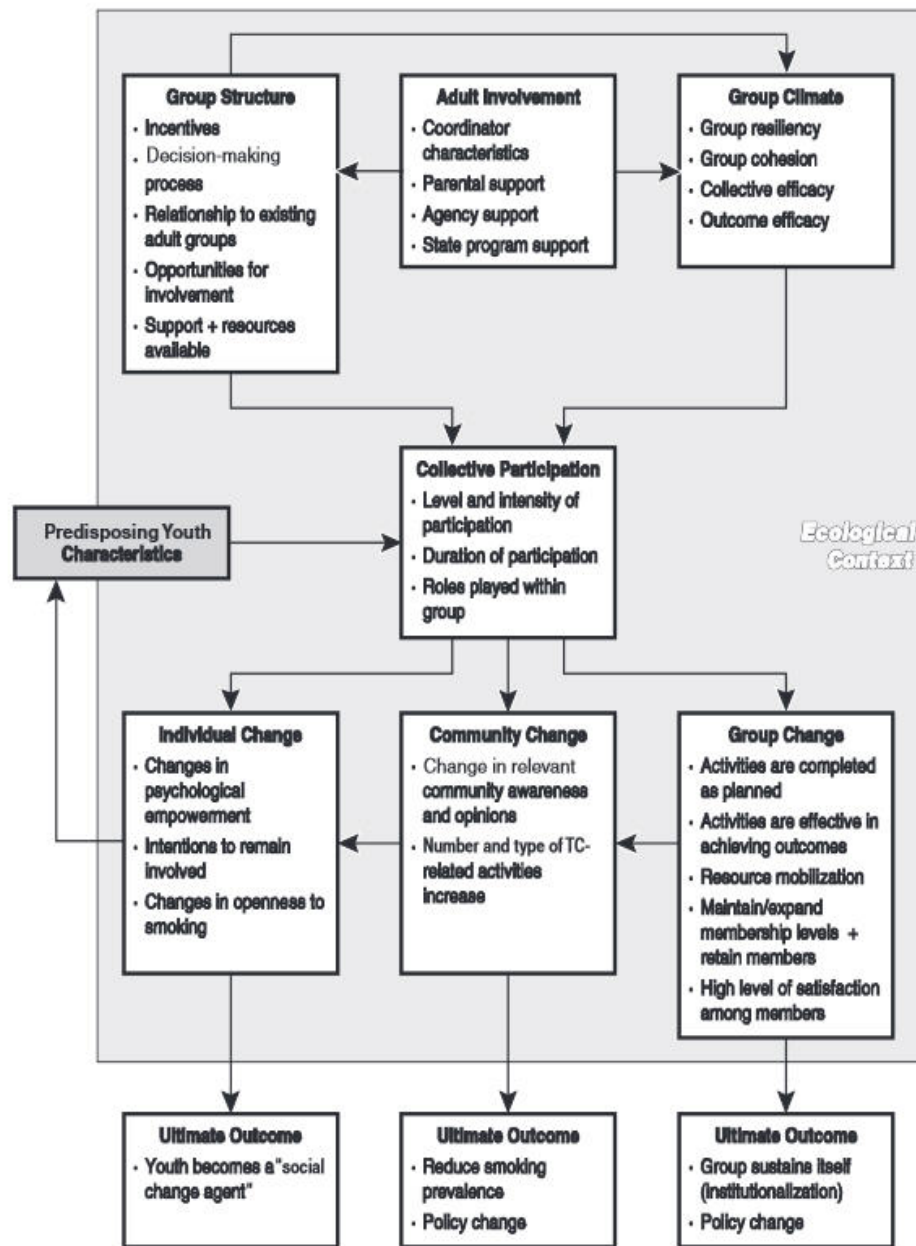 Group Structure
· Incentives
· Decision-making
process
· Relationship to existing
adult groups
· Opportunities for
involvement
· Support + resources
available
Adult Involvement
· Coordinator
characteristics
· Parental support
· Agency support
· State program support
Group Climate
· Group resiliency
· Group cohesion
· Collective efficacy
· Outcome efficacy
Collective Participation
· Level and intensity of
participation
· Duration of participation
· Roles played within
group
Predisposing Youth
Characteristics
Ecological
Context
Individual Change
· Changes in
psychological
empowerment
· Intentions to remain
involved
· Changes in openness to
smoking
Community Change
· Change in relevant
community awareness
and opinions
· Number and type of TC-
related activities
increase
Group Change
· Activities are completed
as planned
· Activities are effective in
achieving outcomes
· Resource mobilization
· Maintain/expand
membership levels +
retain members
· High level of satisfaction
among members
Ultimate Outcome
· Youth becomes a "social
change agent"
Ultimate Outcome
· Reduce smoking
prevalence
· Policy change
Ultimate Outcome
· Group sustains itself
(institutionalization)
· Policy change